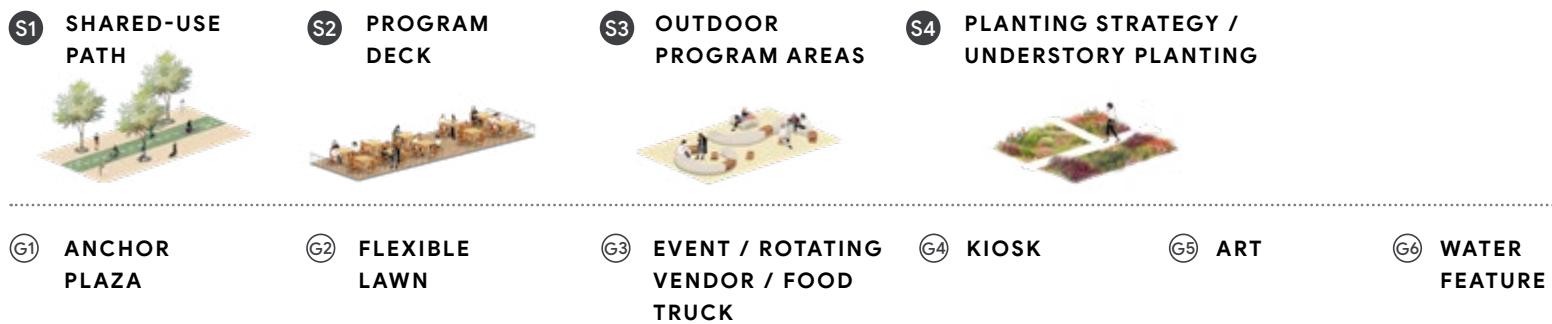 S1 SHARED-USE
PATH
S2 PROGRAM
DECK
S3 OUTDOOR
PROGRAM AREAS
S4 PLANTING STRATEGY /
UNDERSTORY PLANTING
G1 ANCHOR
PLAZA
G2 FLEXIBLE
LAWN
G3 EVENT / ROTATING
VENDOR / FOOD
TRUCK
G4 KIOSK
G5 ART
G6 WATER
FEATURE